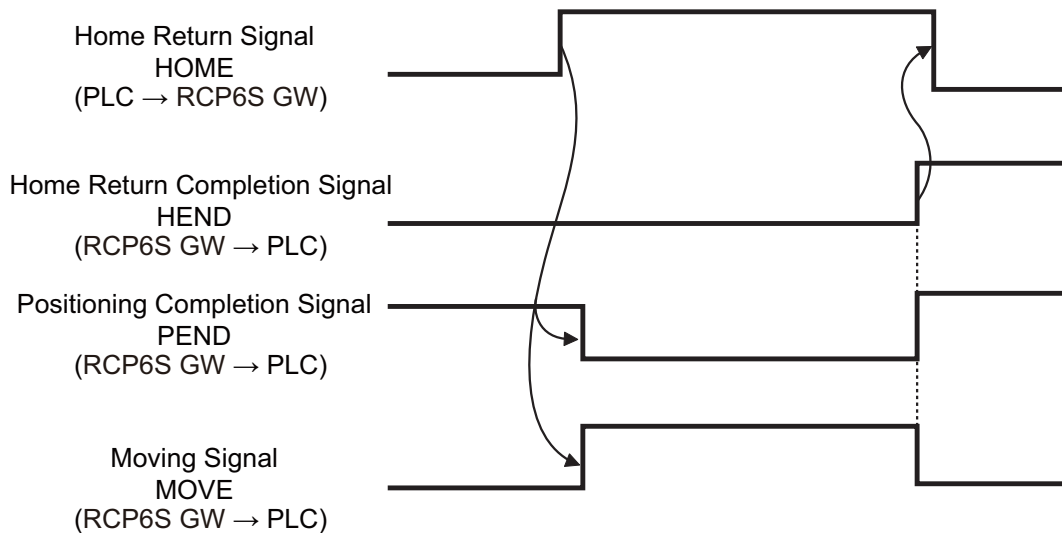 Home Return Signal
HOME
(PLC → RCP6S GW)
Home Return Completion Signal
HEND
(RCP6S GW → PLC)
Positioning Completion Signal
PEND
(RCP6S GW → PLC)
Moving Signal
MOVE
(RCP6S GW → PLC)